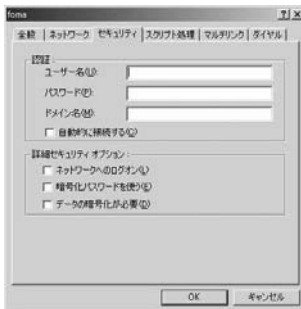 foma
全般 ネットワーク セキュリティ スクリプト処理 マルチリンク ダイヤル
認証
ユーザー名(U):
パスワード(P):
ドメイン名(M):
自動的に接続する(C)
詳細セキュリティ オプション:
ネットワークへのログオン(L)
暗号化パスワードを使う(E)
データの暗号化が必要(D)
OK キャンセル